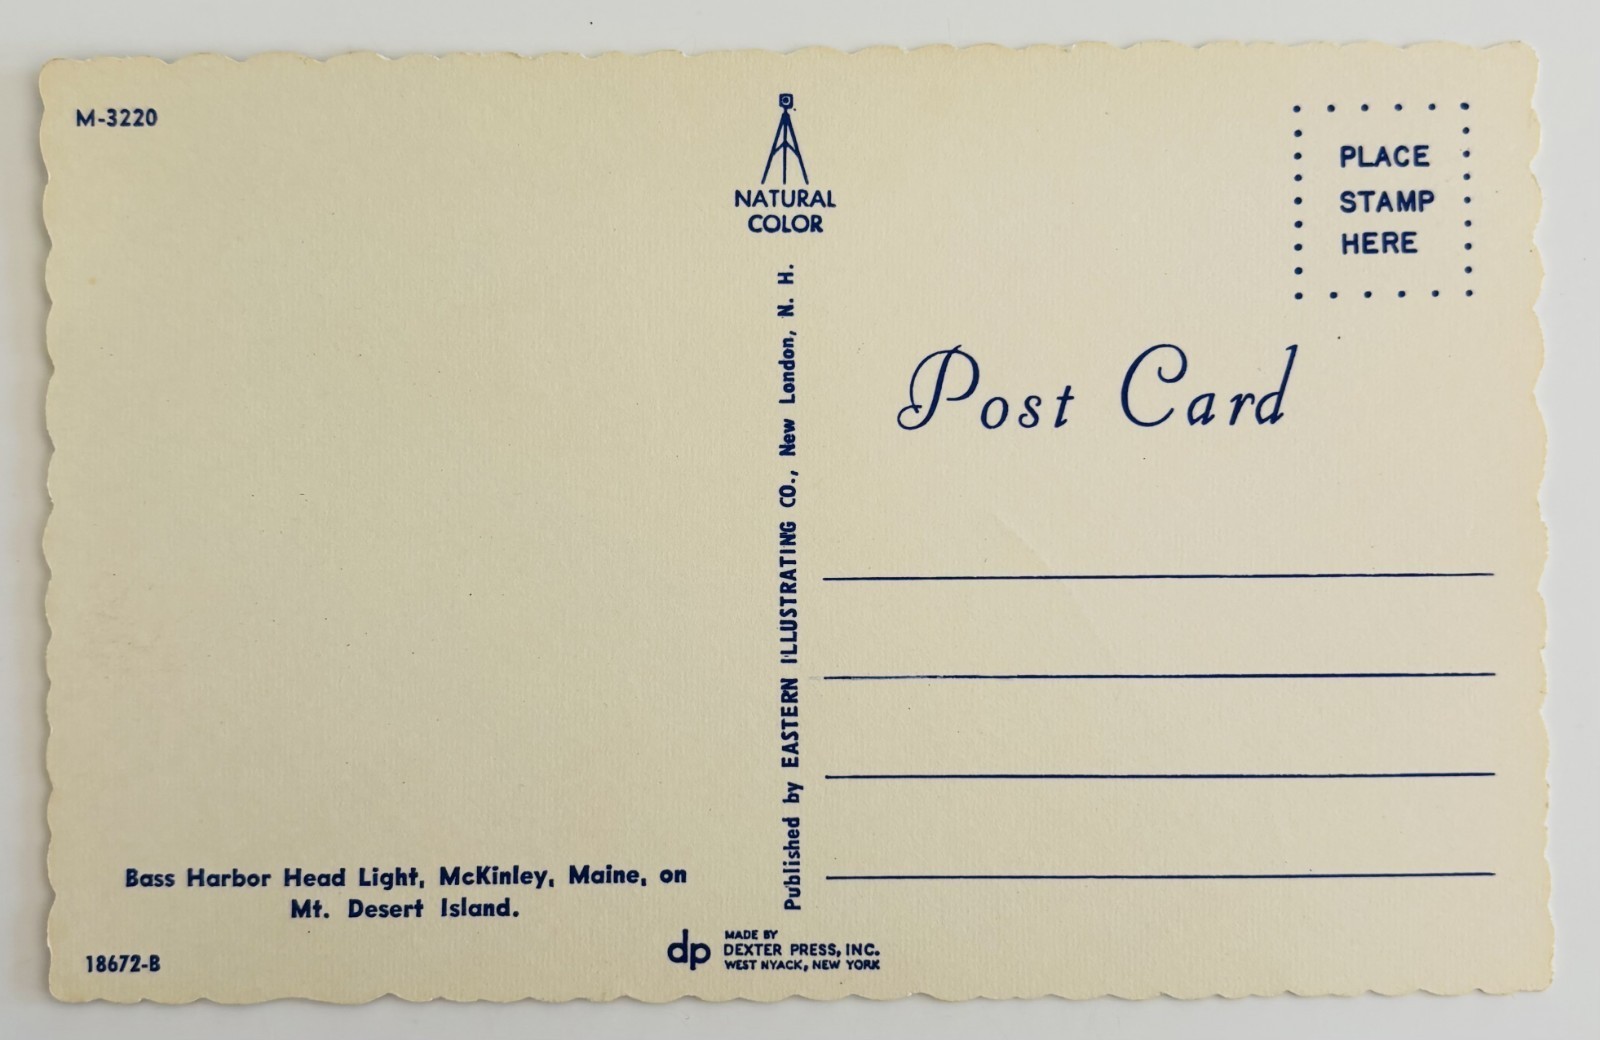 M-3220
NATURAL
COLOR
PLACE
STAMP
HERE
Post Card
Published by EASTERN ILLUSTRATING CO., New London, N. H.
Bass Harbor Head Light, McKinley, Maine, on
Mt. Desert Island.
18672-B
dp
MADE BY
DEXTER PRESS, INC.
WEST NYACK, NEW YORK